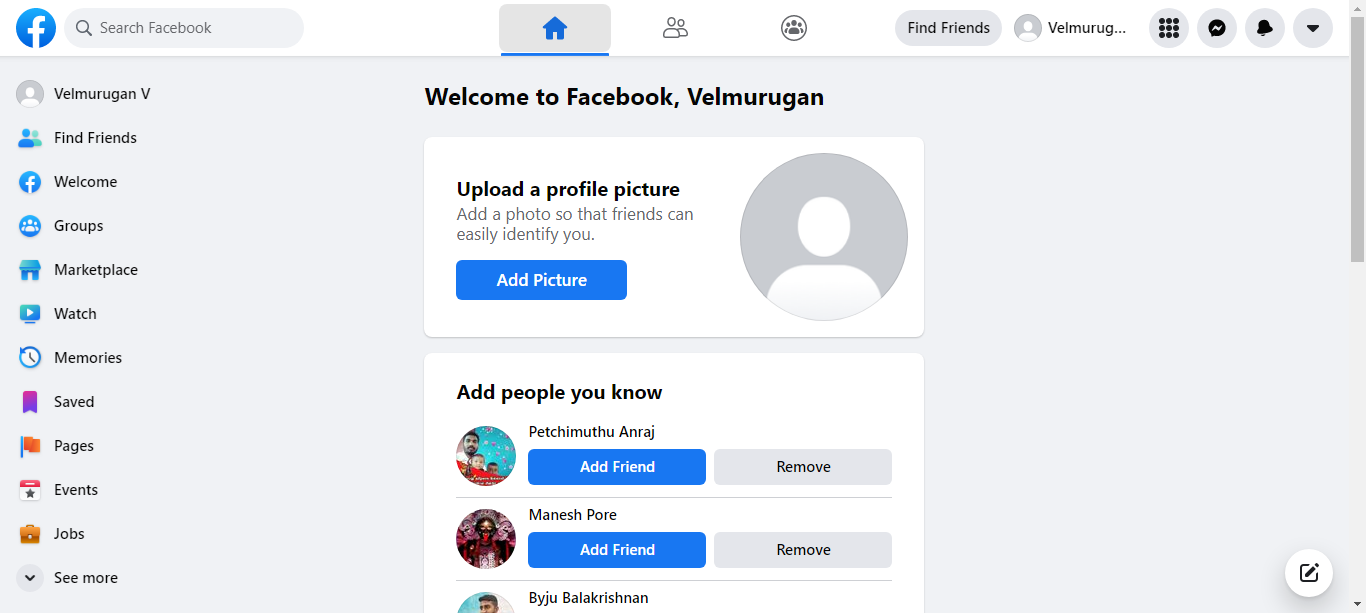 Search Facebook
Find Friends
Velmurug...
Velmurugan V
Find Friends
Welcome
Groups
Marketplace
Watch
Memories
Saved
Pages
Events
Jobs
See more
Welcome to Facebook, Velmurugan
Upload a profile picture
Add a photo so that friends can
easily identify you.
Add Picture
Add people you know
Petchimuthu Anraj
Add Friend
Remove
Manesh Pore
Add Friend
Remove
Byju Balakrishnan